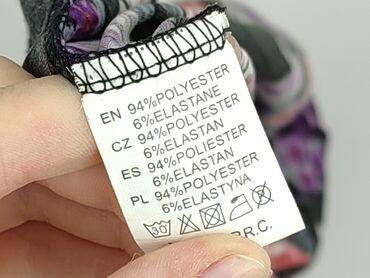 EN 94%POLYESTER
6%ELASTANE
CZ 94%POLYESTER
6%ELASTAN
ES 94%POLIESTER
6%ELASTAN
PL 94%POLYESTER
6%ELASTYNA
30
R.C.